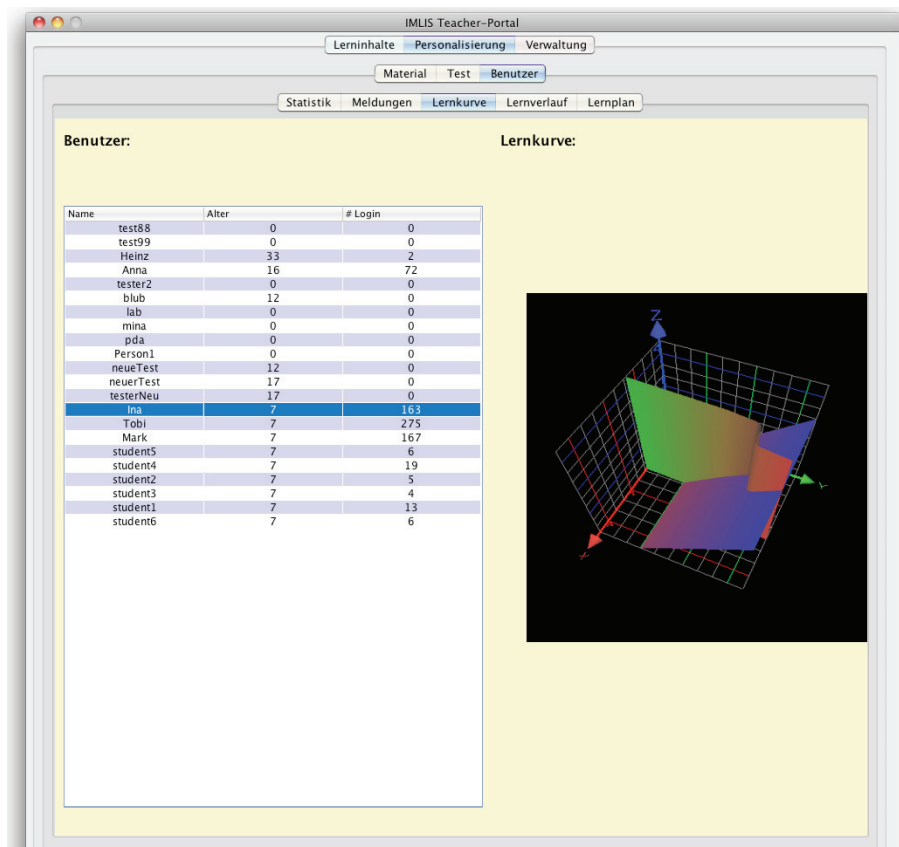 IMLIS Teacher-Portal
Lerninhalte Personalisierung Verwaltung
Material Test Benutzer
Statistik Meldungen Lernkurve Lernverlauf Lernplan
Benutzer: Lernkurve:
Name Alter # Login
test88 0 0
test99 0 0
Heinz 33 2
Anna 16 72
tester2 0 0
blub 12 0
lab 0 0
mina 0 0
pda 0 0
Person1 0 0
neueTest 12 0
neuerTest 17 0
testerNeu 17 0
Ina 7 163
Tobi 7 275
Mark 7 167
student5 7 6
student4 7 19
student2 7 5
student3 7 4
student1 7 13
student6 7 6
Z
Y
X